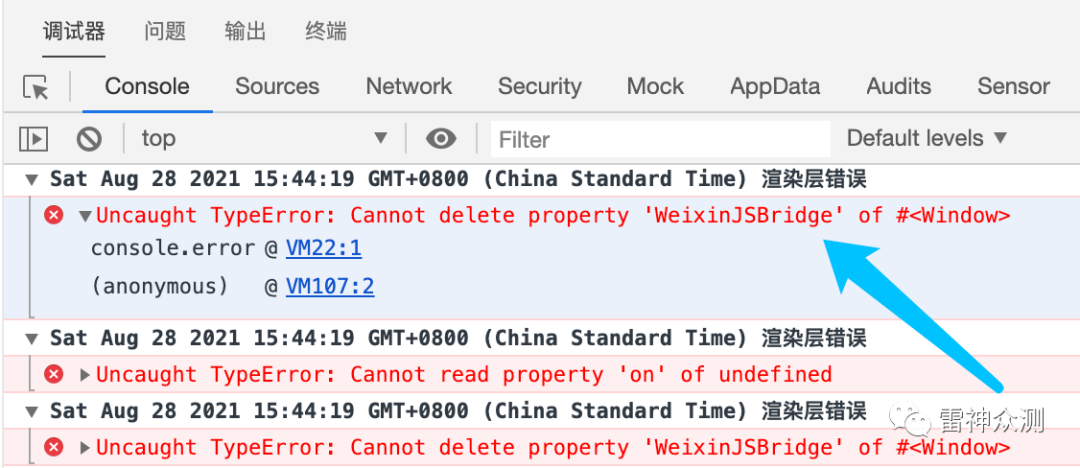 调试器 问题 输出 终端
Console Sources Network Security Mock AppData Audits Sensor
top Filter Default levels
Sat Aug 28 2021 15:44:19 GMT+0800 (China Standard Time) 渲染层错误
Uncaught TypeError: Cannot delete property 'WeixinJSBridge' of #<Window>
console.error @ VM22:1
(anonymous) @ VM107:2
Sat Aug 28 2021 15:44:19 GMT+0800 (China Standard Time) 渲染层错误
Uncaught TypeError: Cannot read property 'on' of undefined
Sat Aug 28 2021 15:44:19 GMT+0800 (China Standard Time) 渲染层错误
雷神众测
Uncaught TypeError: Cannot delete property 'WeixinJSBridge' of #<Window>